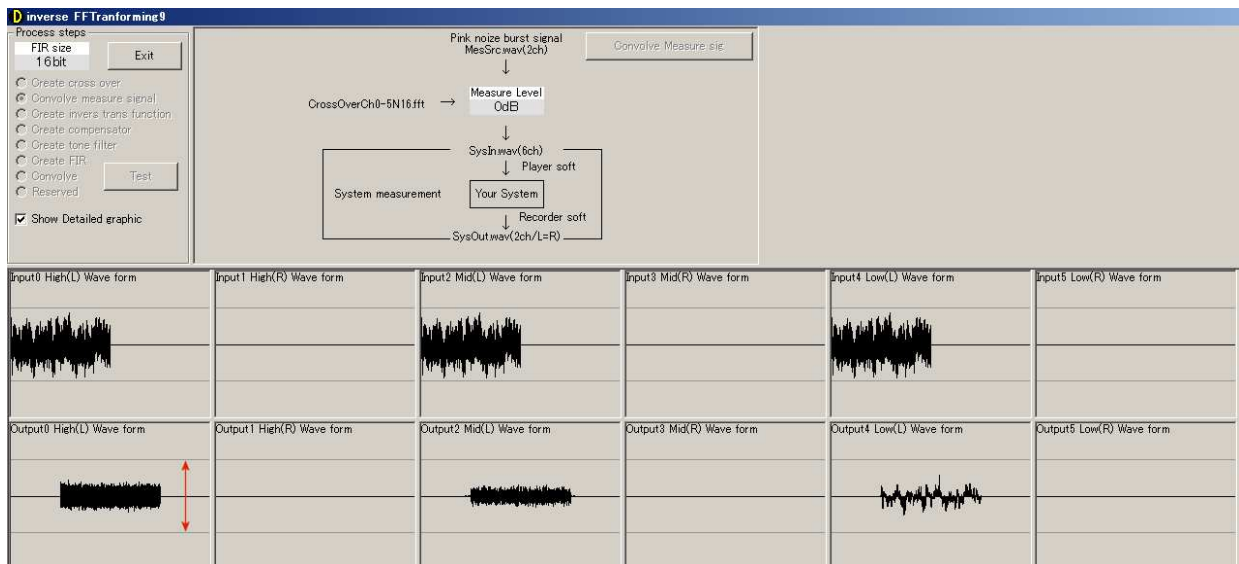 D inverse FFTranforming9
Process steps
FIR size
16bit
Exit
Create cross over
Convolve measure signal
Create invers trans function
Create compensator
Create tone filter
Create FIR
Convolve
Reserved
Test
Show Detailed graphic
Pink noize burst signal
MesSrc.wav(2ch)
Convolve Measure sig
↓
CrossOverCh0-5N16.fft →
Measure Level
0dB
↓
SysIn.wav(6ch)
↓ Player soft
System measurement
Your System
↓ Recorder soft
SysOut.wav(2ch/L=R)
Input0 High(L) Wave form
Input1 High(R) Wave form
Input2 Mid(L) Wave form
Input3 Mid(R) Wave form
Input4 Low(L) Wave form
Input5 Low(R) Wave form
Output0 High(L) Wave form
Output1 High(R) Wave form
Output2 Mid(L) Wave form
Output3 Mid(R) Wave form
Output4 Low(L) Wave form
Output5 Low(R) Wave form